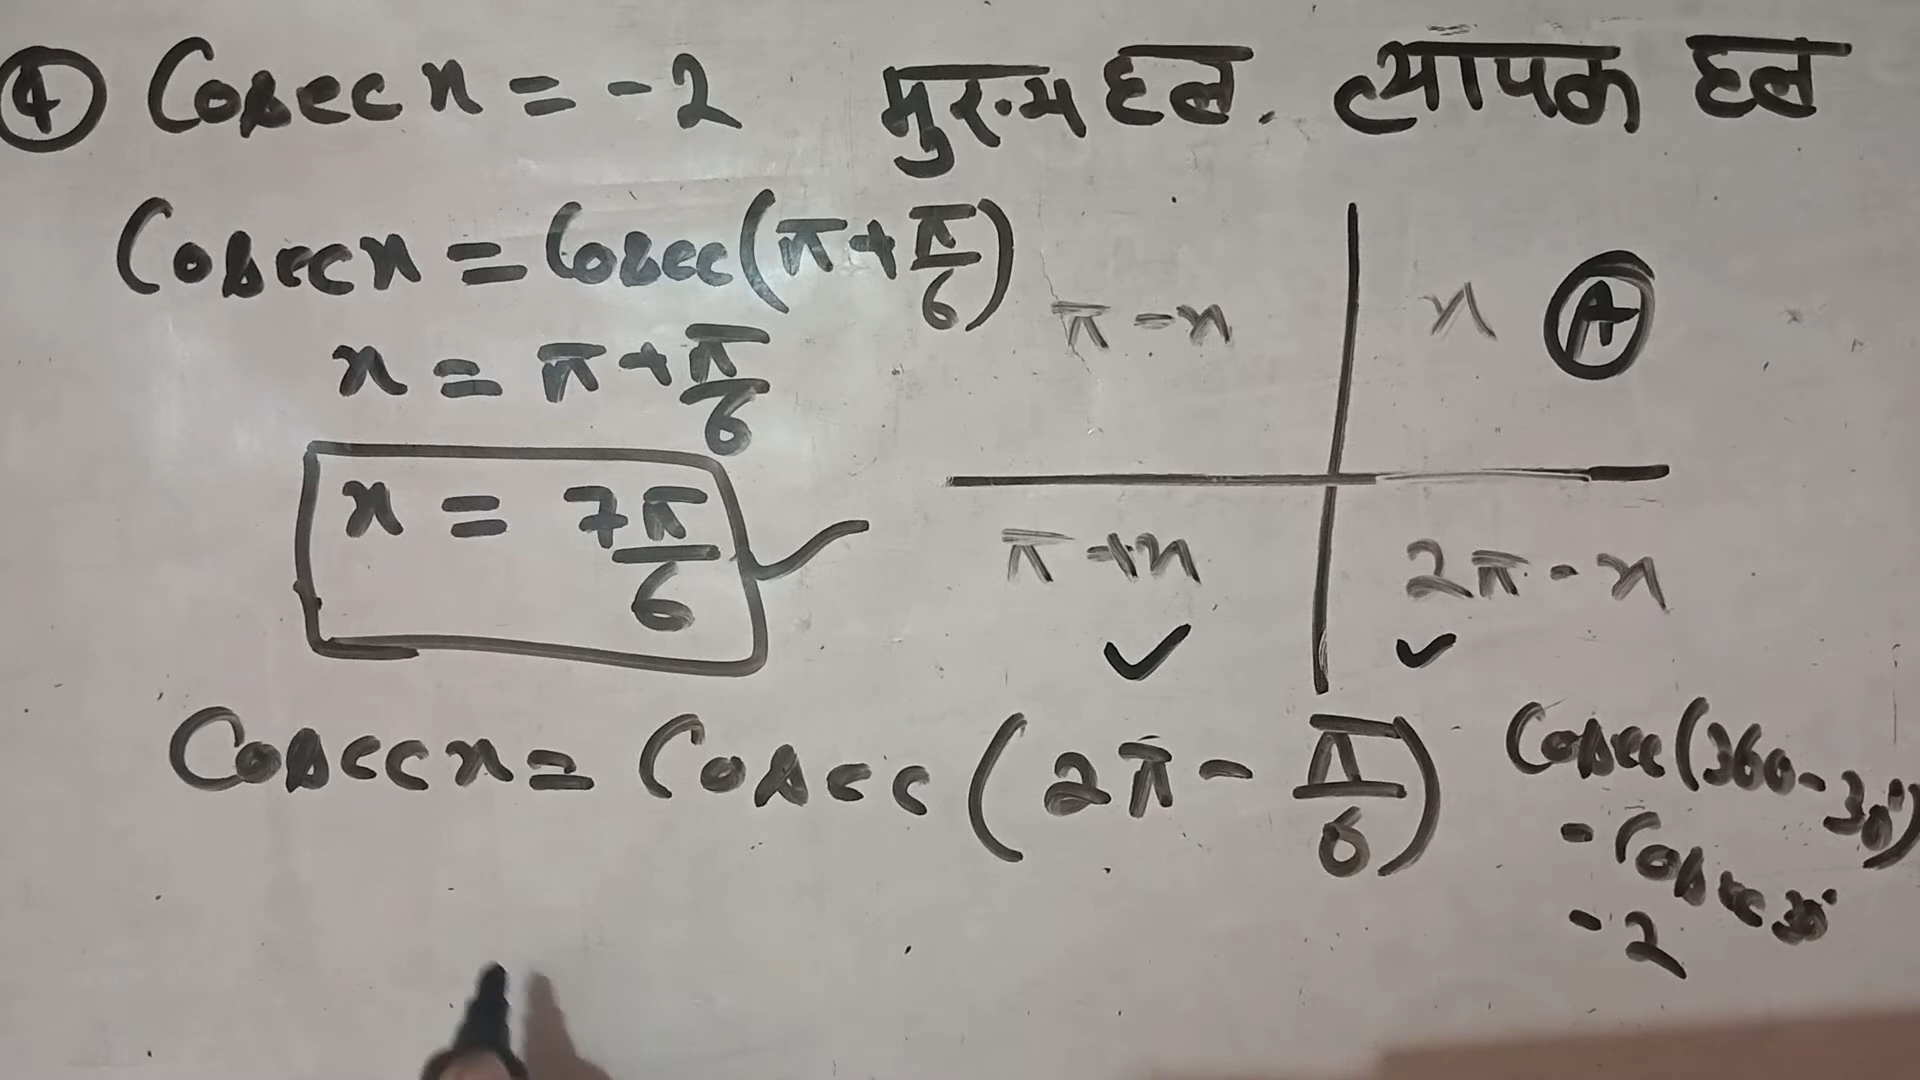 ④ Cosec x = -2 मुख्य हल. व्यापक हल
Cosec x = Cosec(π+π/6)
x = π+π/6
x = 7π/6
π-x
x
A
π+x
2π-x
Cosec x = Cosec (2π - π/6)
Cosec(360-30°)
- Cosec 30°
- 2